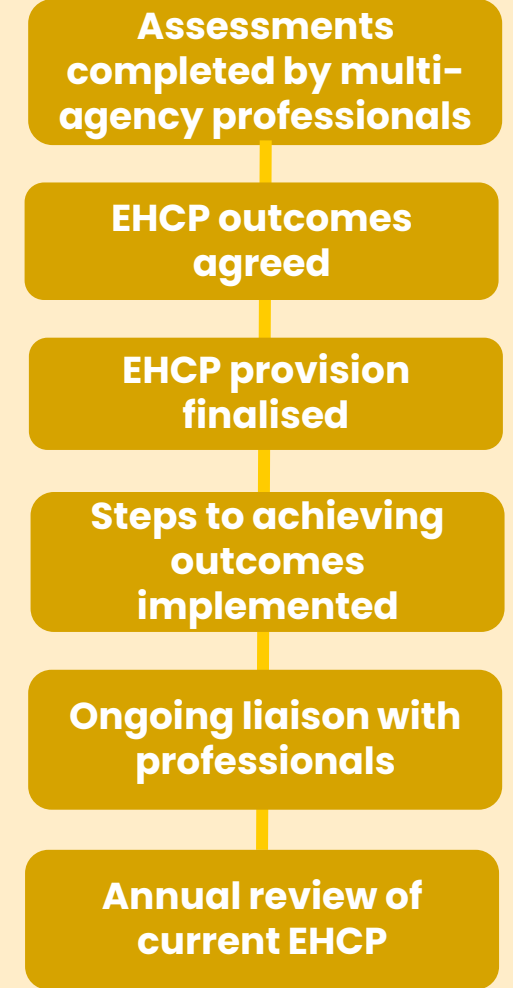 Assessments
completed by multi-
agency professionals
EHCP outcomes
agreed
EHCP provision
finalised
Steps to achieving
outcomes
implemented
Ongoing liaison with
professionals
Annual review of
current EHCP